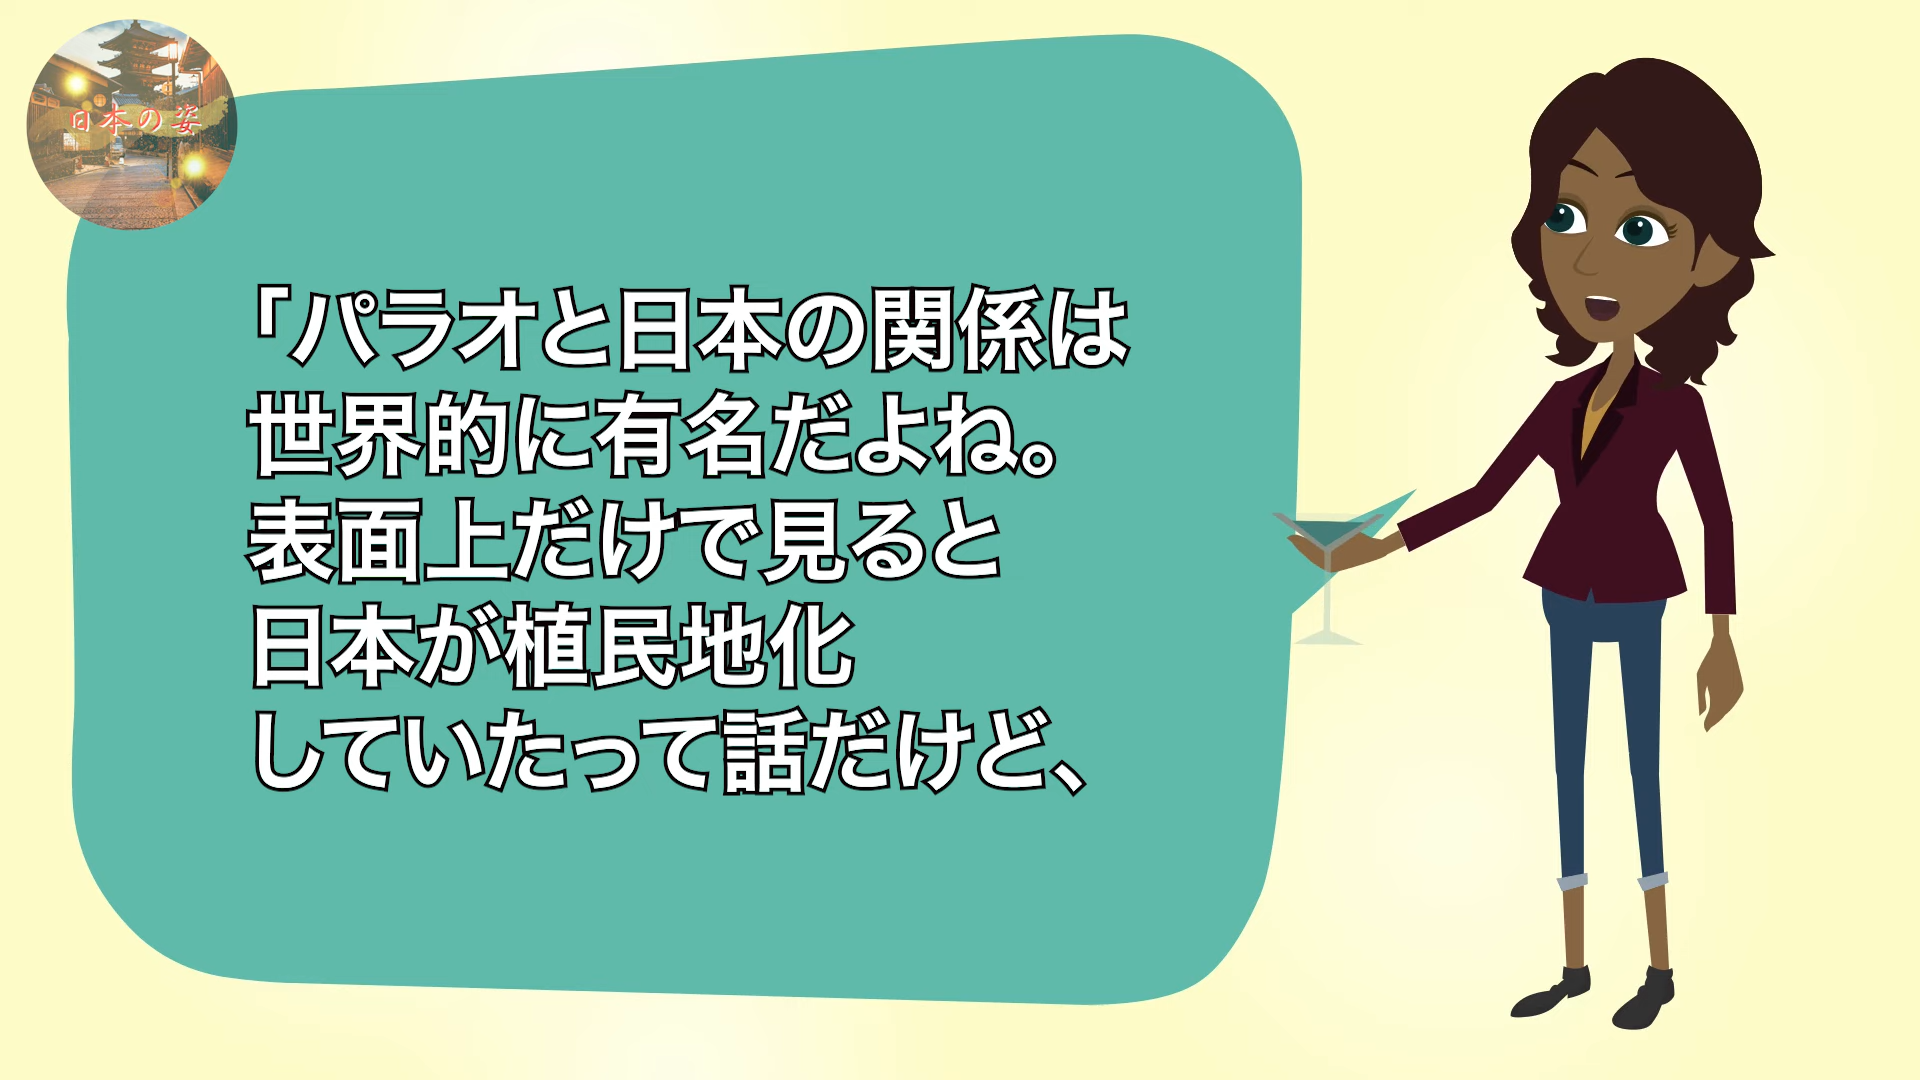 日本の姿
「パラオと日本の関係は
世界的に有名だよね。
表面上だけで見ると
日本が植民地化
していたって話だけど、